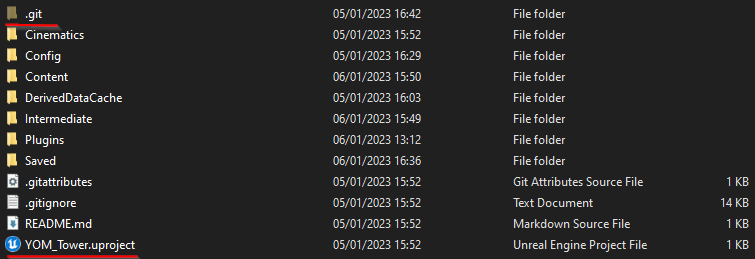 .git 05/01/2023 16:42 File folder
Cinematics 05/01/2023 15:52 File folder
Config 05/01/2023 16:29 File folder
Content 06/01/2023 15:50 File folder
DerivedDataCache 05/01/2023 16:03 File folder
Intermediate 06/01/2023 15:49 File folder
Plugins 06/01/2023 13:12 File folder
Saved 06/01/2023 16:36 File folder
.gitattributes 05/01/2023 15:52 Git Attributes Source File 1 KB
.gitignore 05/01/2023 15:52 Text Document 14 KB
README.md 05/01/2023 15:52 Markdown Source File 1 KB
YOM_Tower.uproject 05/01/2023 15:52 Unreal Engine Project File 1 KB